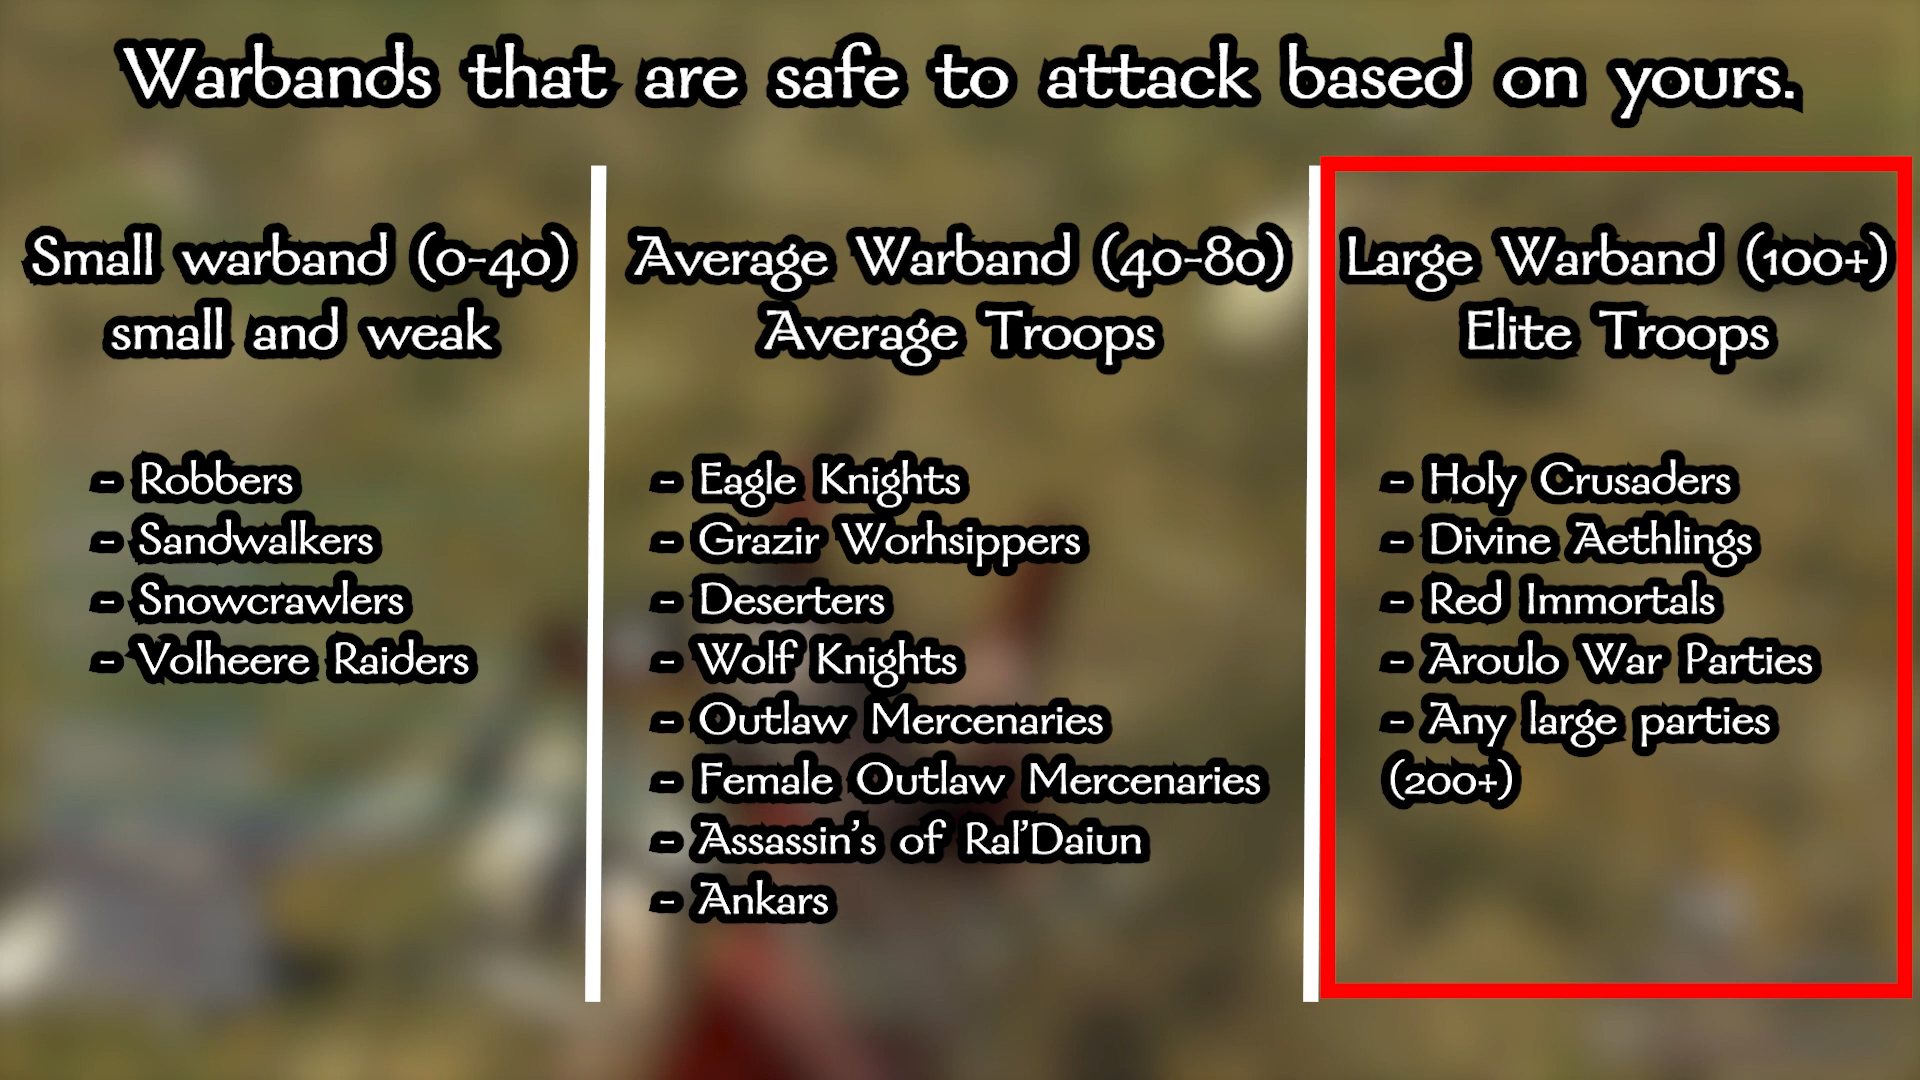 Warbands that are safe to attack based on yours.
Small warband (0-40)
small and weak
- Robbers
- Sandwalkers
- Snowcrawlers
- Volheere Raiders
Average Warband (40-80)
Average Troops
- Eagle Knights
- Grazir Worhsippers
- Deserters
- Wolf Knights
- Outlaw Mercenaries
- Female Outlaw Mercenaries
- Assassin's of Ral'Daiun
- Ankars
Large Warband (100+)
Elite Troops
- Holy Crusaders
- Divine Aethlings
- Red Immortals
- Aroulo War Parties
- Any large parties
(200+)